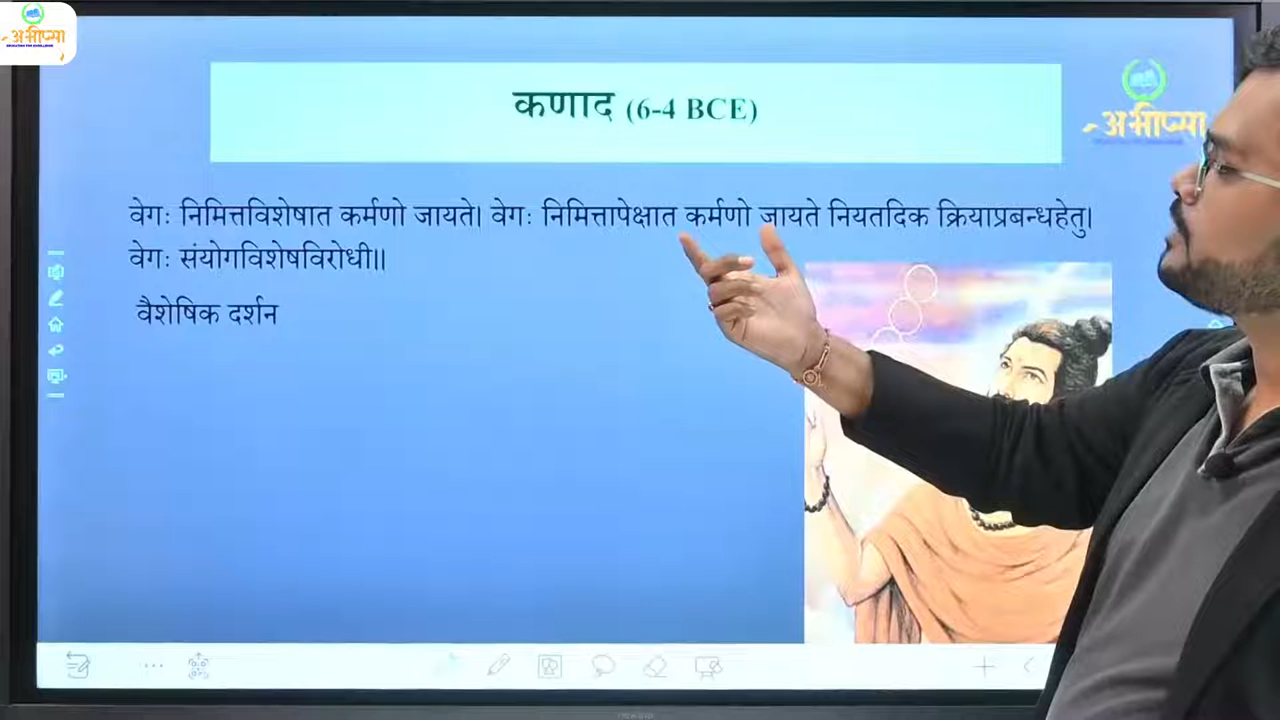 अभीप्सा
कणाद (6-4 BCE)
अभीप्सा
वेगः निमित्तविशेषात कर्मणो जायते। वेगः निमित्तापेक्षात कर्मणो जायते नियतदिक क्रियाप्रबन्धहेतु।
वेगः संयोगविशेषविरोधी॥
वैशेषिक दर्शन